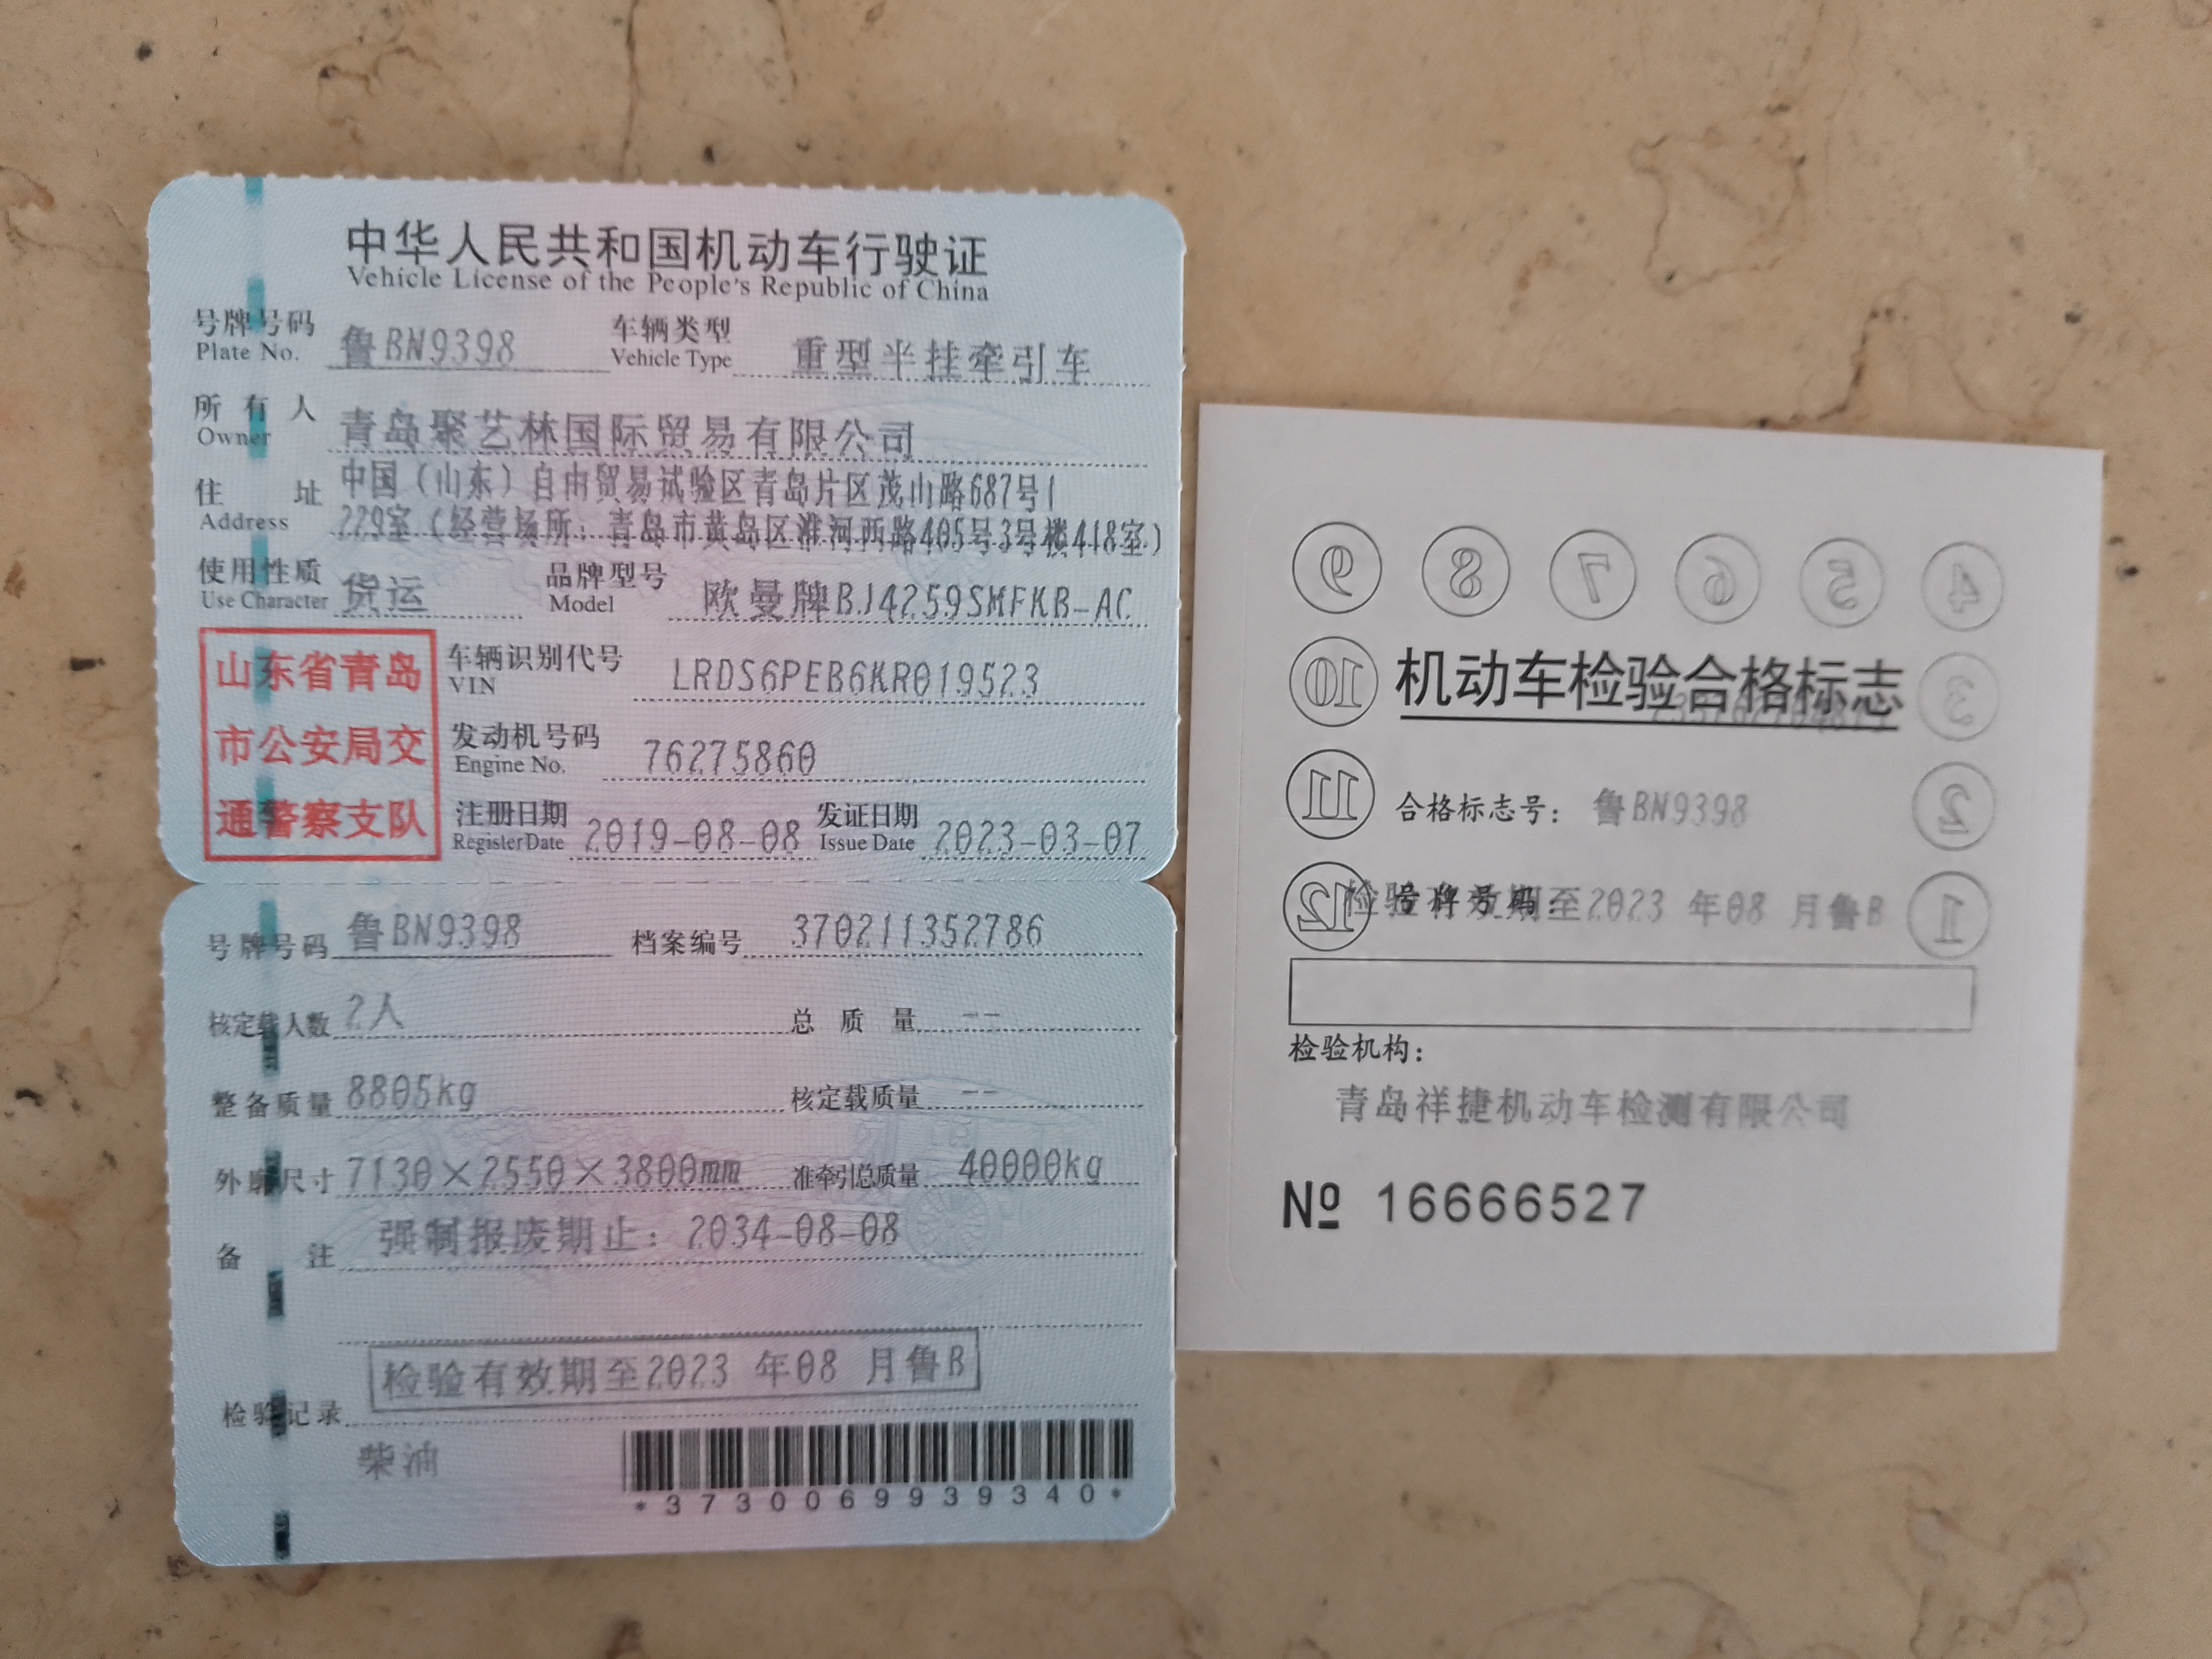 中华人民共和国机动车行驶证
Vehicle License of the People's Republic of China
号牌号码 鲁BN9398 车辆类型 重型半挂牵引车
Plate No. Vehicle Type
所有人 青岛聚艺林国际贸易有限公司
Owner
住址 中国(山东)自由贸易试验区青岛片区茂山路687号1
Address 229室(经营场所:青岛市黄岛区淮河西路405号3号楼418室)
使用性质 货运 品牌型号 欧曼牌BJ4259SMFKB-AC
Use Character Model
山东省青岛
市公安局交
通警察支队
车辆识别代号 LRDS6PEB6KR019523
VIN
发动机号码 76275860
Engine No.
注册日期 2019-08-08 发证日期 2023-03-07
Register Date Issue Date
号牌号码 鲁BN9398 档案编号 370211352786
核定载人数 2人 总质量 --
整备质量 8805kg 核定载质量 --
外廓尺寸 7130×2550×3800mm 准牵引总质量 40000kg
备注 强制报废期止：2034-08-08
检验有效期至2023 年08 月鲁B
检验记录
柴油
*3730069939340*
9 8 7 6 5 4
10 机动车检验合格标志 3
11 合格标志号：鲁BN9398 2
12 号牌号码：检验有效期至2023 年08 月鲁B 1
检验机构：
青岛祥捷机动车检测有限公司
№ 16666527